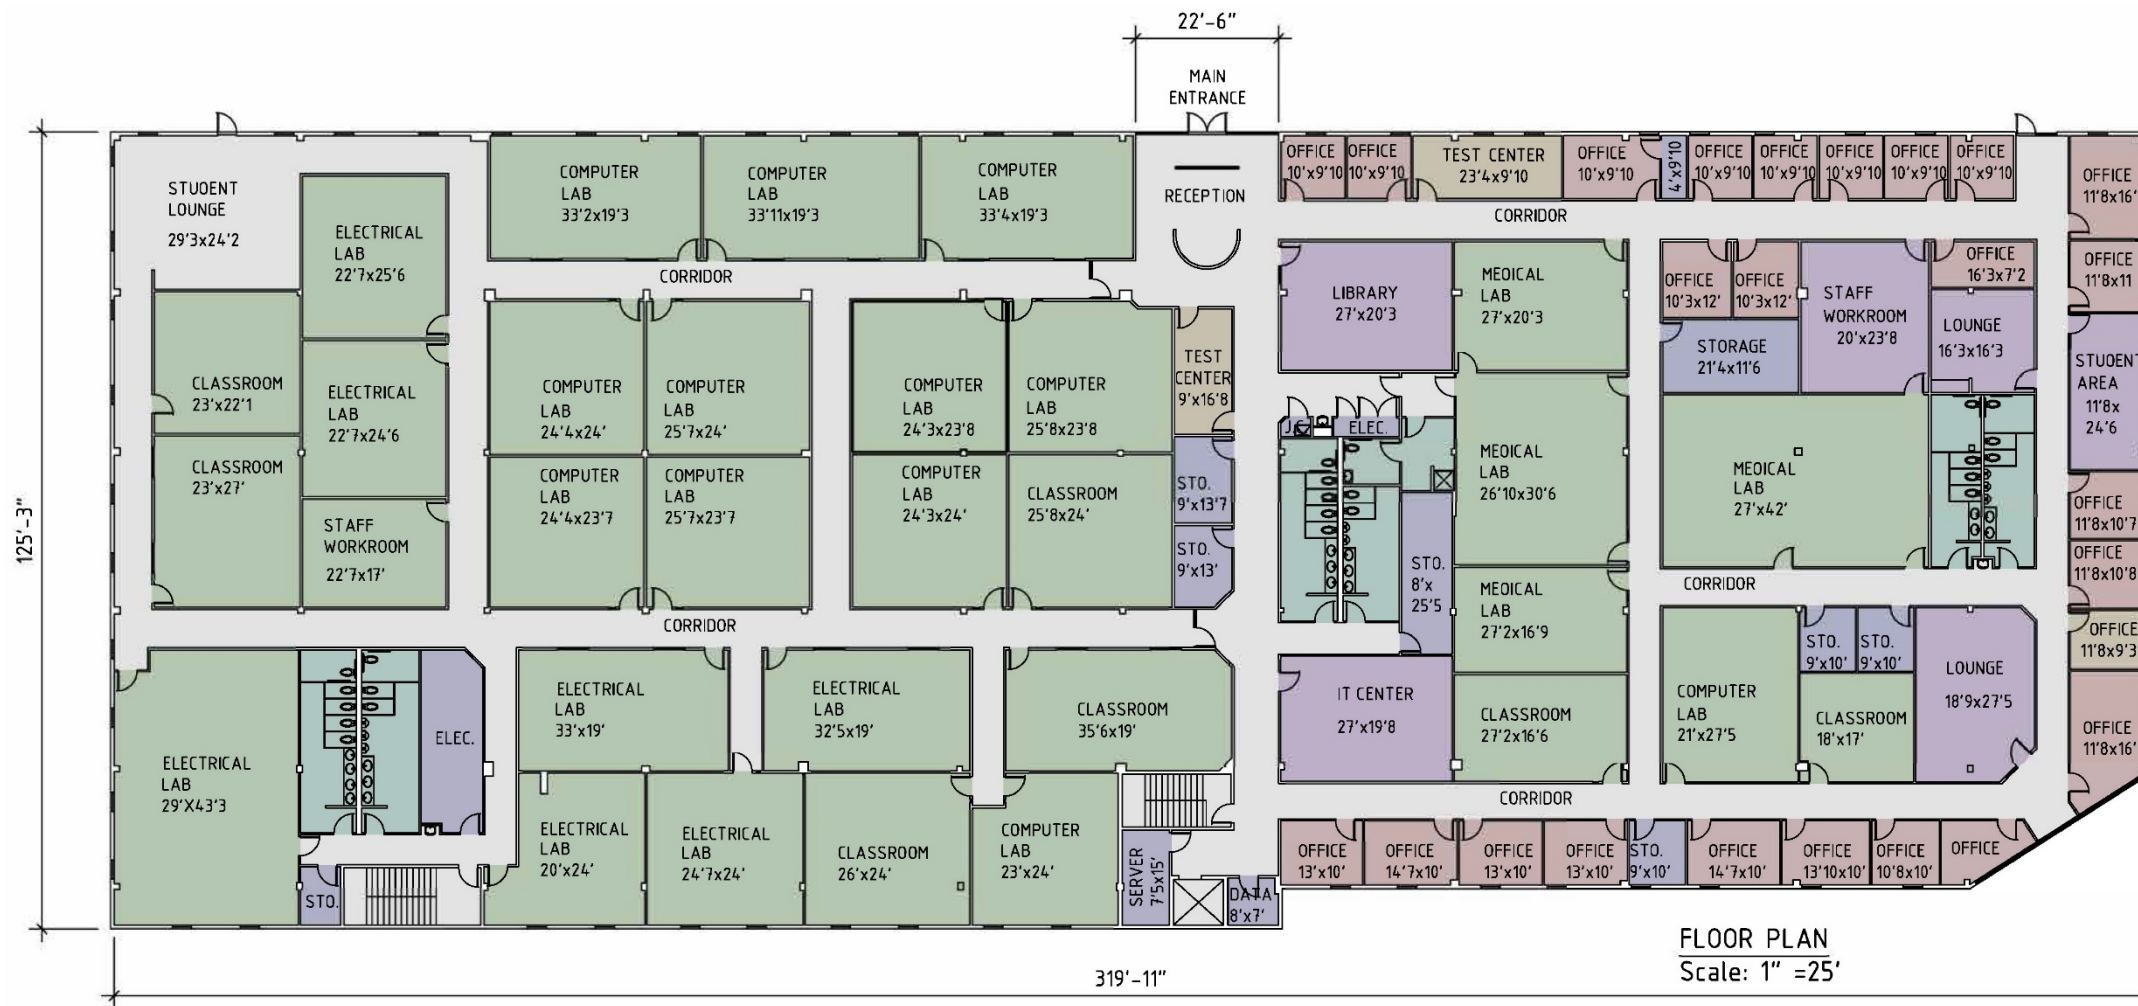 22'-6"
MAIN
ENTRANCE
RECEPTION
125'-3"
STUDENT
LOUNGE
29'3x24'2
ELECTRICAL
LAB
22'7x25'6
COMPUTER
LAB
33'2x19'3
COMPUTER
LAB
33'11x19'3
COMPUTER
LAB
33'4x19'3
OFFICE
10'x9'10
OFFICE
10'x9'10
TEST CENTER
23'4x9'10
OFFICE
10'x9'10
4'x9'10
OFFICE
10'x9'10
OFFICE
10'x9'10
OFFICE
10'x9'10
OFFICE
10'x9'10
OFFICE
10'x9'10
OFFICE
11'8x16'
CORRIDOR
CORRIDOR
CLASSROOM
23'x22'1
ELECTRICAL
LAB
22'7x24'6
COMPUTER
LAB
24'4x24'
COMPUTER
LAB
25'7x24'
COMPUTER
LAB
24'3x23'8
COMPUTER
LAB
25'8x23'8
TEST
CENTER
9'x16'8
LIBRARY
27'x20'3
MEDICAL
LAB
27'x20'3
OFFICE
10'3x12'
OFFICE
10'3x12'
STAFF
WORKROOM
20'x23'8
OFFICE
16'3x7'2
OFFICE
11'8x11
STORAGE
21'4x11'6
LOUNGE
16'3x16'3
STUDENT
AREA
11'8x
24'6
CLASSROOM
23'x27'
STAFF
WORKROOM
22'7x17'
COMPUTER
LAB
24'4x23'7
COMPUTER
LAB
25'7x23'7
COMPUTER
LAB
24'3x24'
CLASSROOM
25'8x24'
STO.
9'x13'7
STO.
9'x13'
ELEC.
MEDICAL
LAB
26'10x30'6
MEDICAL
LAB
27'x42'
OFFICE
11'8x10'7
OFFICE
11'8x10'8
STO.
8'x
25'5
MEDICAL
LAB
27'2x16'9
CORRIDOR
CORRIDOR
OFFICE
11'8x9'3
ELECTRICAL
LAB
29'X43'3
ELEC.
ELECTRICAL
LAB
33'x19'
ELECTRICAL
LAB
32'5x19'
CLASSROOM
35'6x19'
IT CENTER
27'x19'8
CLASSROOM
27'2x16'6
COMPUTER
LAB
21'x27'5
STO.
9'x10'
STO.
9'x10'
CLASSROOM
18'x17'
LOUNGE
18'9x27'5
OFFICE
11'8x16'
CORRIDOR
STO.
ELECTRICAL
LAB
20'x24'
ELECTRICAL
LAB
24'7x24'
CLASSROOM
26'x24'
COMPUTER
LAB
23'x24'
SERVER
7'5x15'
DATA
8'x7'
OFFICE
13'x10'
OFFICE
14'7x10'
OFFICE
13'x10'
OFFICE
13'x10'
STO.
9'x10'
OFFICE
14'7x10'
OFFICE
13'10x10'
OFFICE
10'8x10'
OFFICE
FLOOR PLAN
Scale: 1" =25'
319'-11"